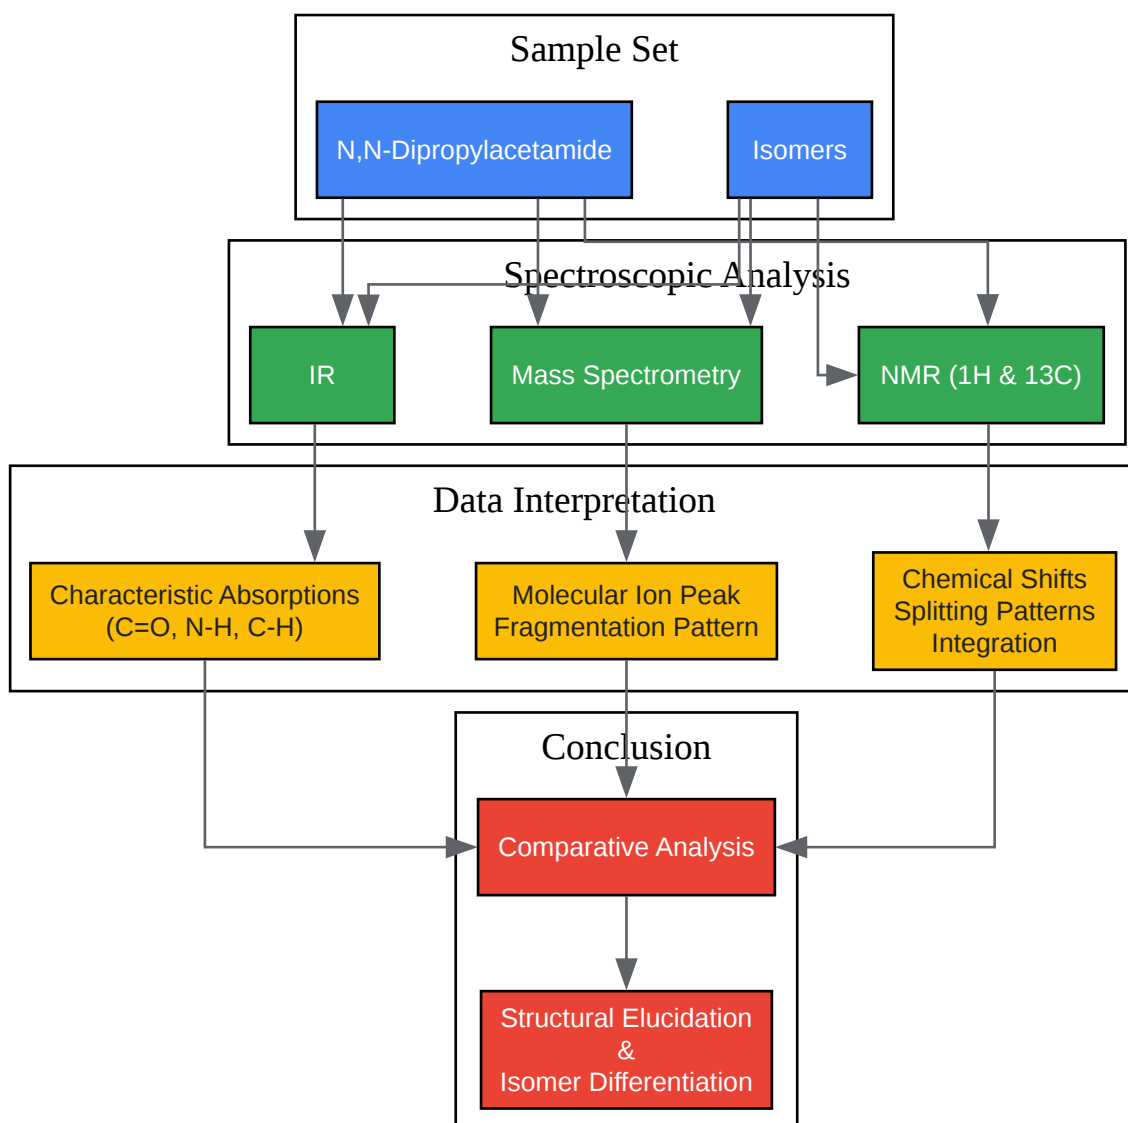 Sample Set
N,N-Dipropylacetamide
Isomers
Spectroscopic Analysis
IR
Mass Spectrometry
NMR (1H & 13C)
Data Interpretation
Characteristic Absorptions
(C=O, N-H, C-H)
Molecular Ion Peak
Fragmentation Pattern
Chemical Shifts
Splitting Patterns
Integration
Conclusion
Comparative Analysis
Structural Elucidation
&
Isomer Differentiation